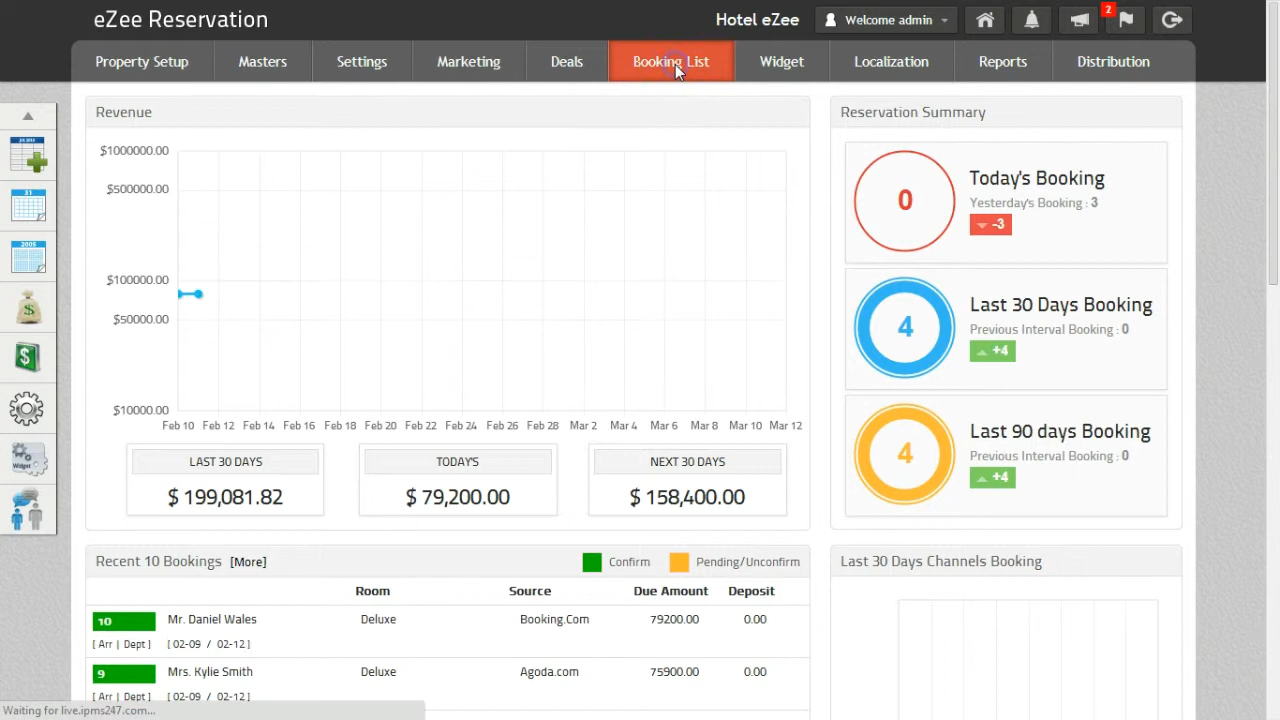 eZee Reservation
Hotel eZee
Welcome admin
2
Property Setup
Masters
Settings
Marketing
Deals
Booking List
Widget
Localization
Reports
Distribution
Revenue
$1000000.00
$500000.00
$100000.00
$50000.00
$10000.00
Feb 10 Feb 12 Feb 14 Feb 16 Feb 18 Feb 20 Feb 22 Feb 24 Feb 26 Feb 28 Mar 2 Mar 4 Mar 6 Mar 8 Mar 10 Mar 12
LAST 30 DAYS
$ 199,081.82
TODAY'S
$ 79,200.00
NEXT 30 DAYS
$ 158,400.00
Reservation Summary
0
Today's Booking
Yesterday's Booking : 3
-3
4
Last 30 Days Booking
Previous Interval Booking : 0
+4
4
Last 90 days Booking
Previous Interval Booking : 0
+4
Recent 10 Bookings [More]
Confirm
Pending/Unconfirm
Room Source Due Amount Deposit
10 Mr. Daniel Wales Deluxe Booking.Com 79200.00 0.00
[ Arr | Dept ] [ 02-09 / 02-12 ]
9 Mrs. Kylie Smith Deluxe Agoda.com 75900.00 0.00
[ Arr | Dept ] [ 02-09 / 02-12 ]
Last 30 Days Channels Booking
Widget
Waiting for live.ipms247.com...